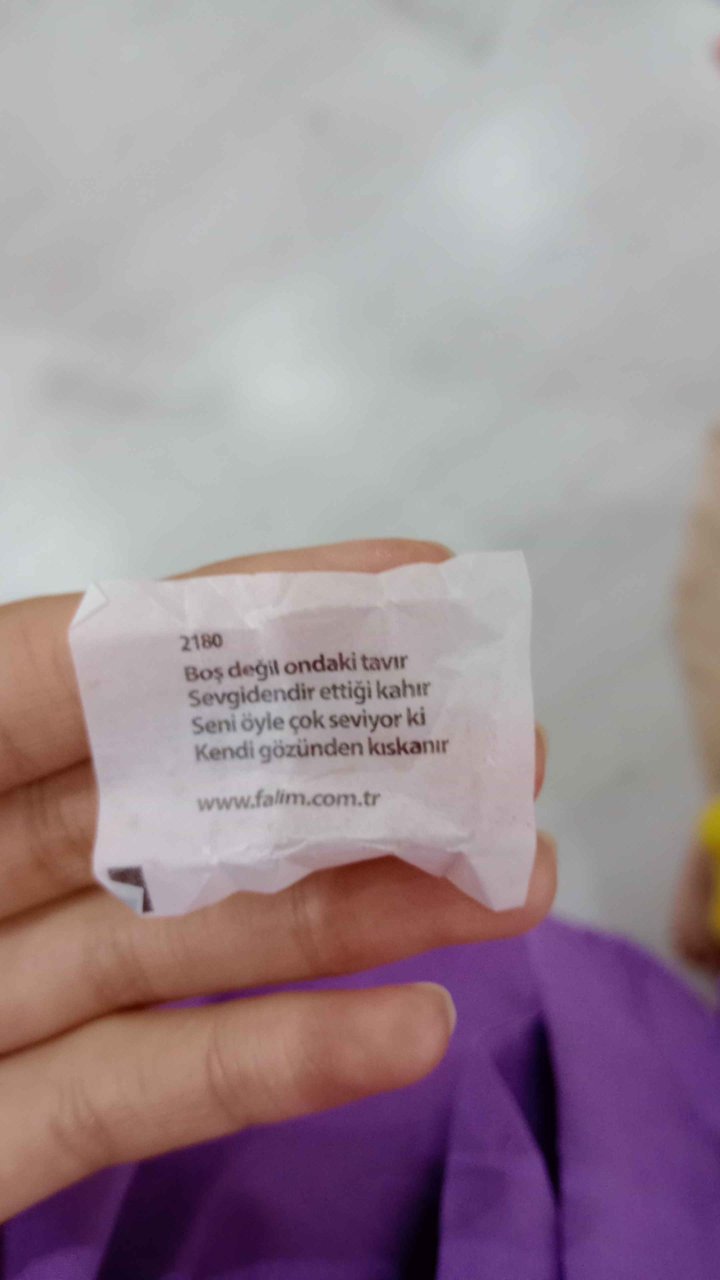 2180
Boş değil ondaki tavır
Sevgidendir ettiği kahır
Seni öyle çok seviyor ki
Kendi gözünden kıskanır
www.falim.com.tr